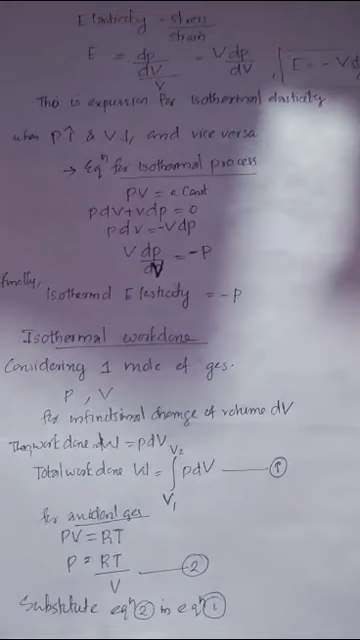 Elasticity = stress / strain
E = dp / dV / V - V dp / dV , E = - V d
This is expression for isothermal elasticity
when P↑ & V↓, and vice versa
→ Eqⁿ for isothermal process
PV = a Const
pdV + Vdp = 0
pdV = -Vdp
V dp / dV = -P
Finally,
Isothermal Elasticity = -P
Isothermal workdone
Considering 1 mole of gas.
P, V
for infinitsimal change of volume dV
Then work done dW = pdV
Total work done W = ∫ V₂ V₁ pdV —— ①
for an ideal gas
PV = RT
P = RT / V —— ②
Substitute eqⁿ ② in eqⁿ ①